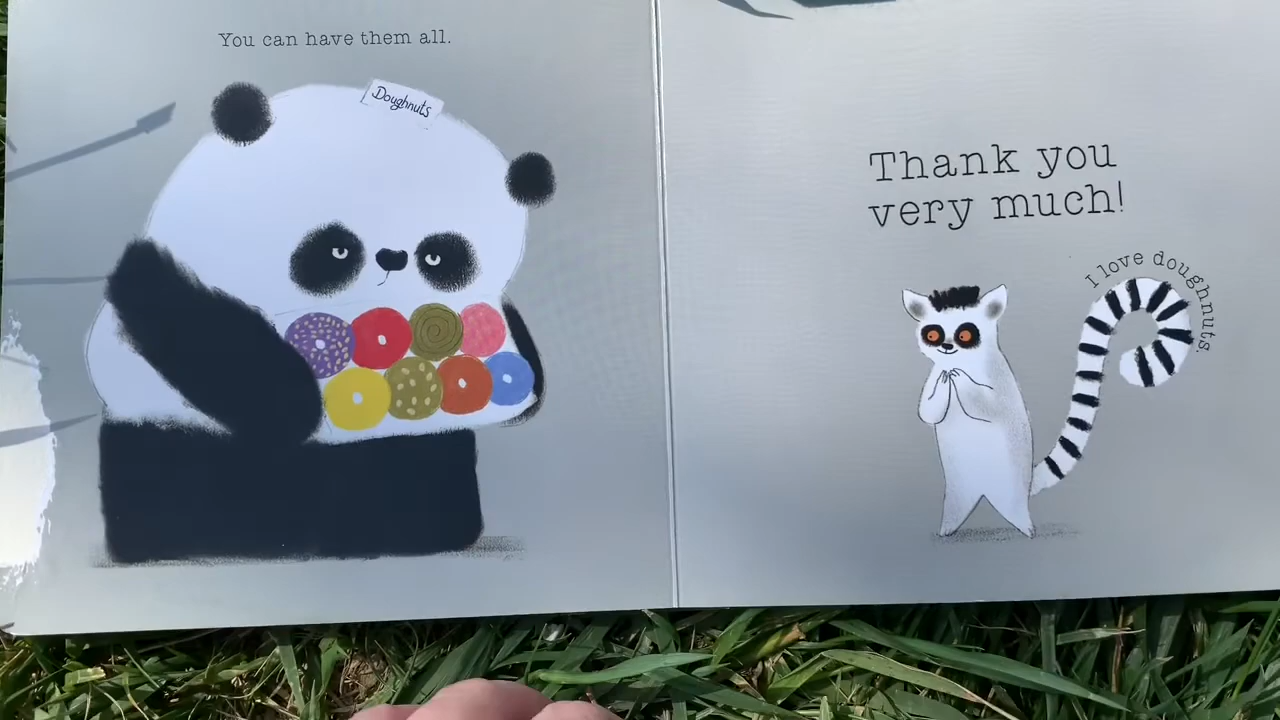 You can have them all.
Doughnuts
Thank you
very much!
I love doughnuts.